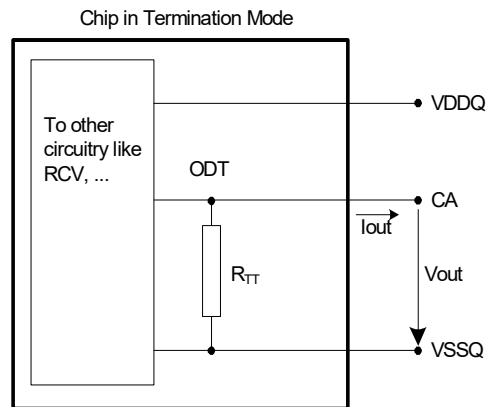 Chip in Termination Mode
VDDQ
To other
circuitry like
RCV, ...
ODT
CA
Iout
RTT
Vout
VSSQ